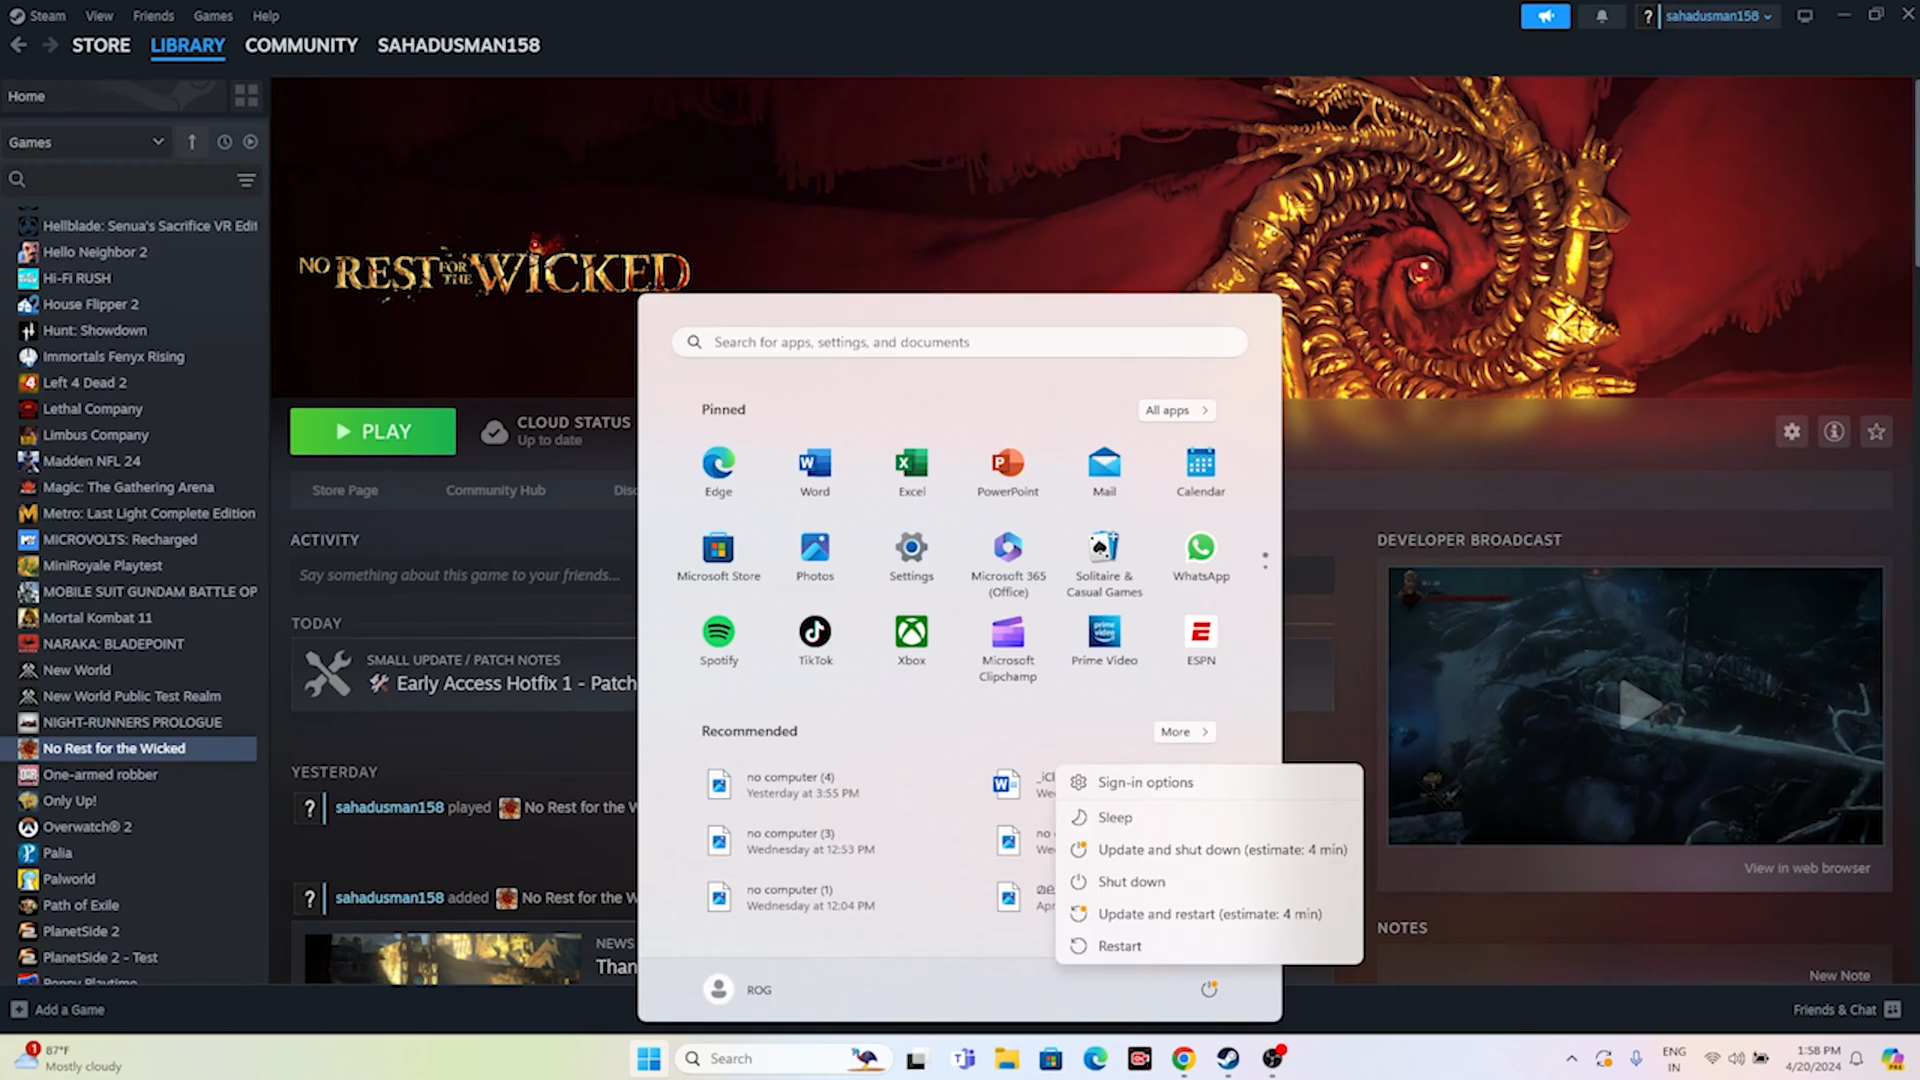 Steam View Friends Games Help
? sahadusman158
STORE LIBRARY COMMUNITY SAHADUSMAN158
Home
Games
Hellblade: Senua's Sacrifice VR Edit
Hello Neighbor 2
Hi-Fi RUSH
House Flipper 2
Hunt: Showdown
Immortals Fenyx Rising
Left 4 Dead 2
Lethal Company
Limbus Company
Madden NFL 24
Magic: The Gathering Arena
Metro: Last Light Complete Edition
MICROVOLTS: Recharged
MiniRoyale Playtest
MOBILE SUIT GUNDAM BATTLE OP
Mortal Kombat 11
NARAKA: BLADEPOINT
New World
New World Public Test Realm
NIGHT-RUNNERS PROLOGUE
No Rest for the Wicked
One-armed robber
Only Up!
Overwatch® 2
Palia
Palworld
Path of Exile
PlanetSide 2
PlanetSide 2 - Test
Poppy Playtime
Add a Game
NO REST FOR THE WICKED
PLAY
CLOUD STATUS
Up to date
Store Page Community Hub Disc
ACTIVITY
Say something about this game to your friends...
TODAY
SMALL UPDATE / PATCH NOTES
Early Access Hotfix 1 - Patch
YESTERDAY
? sahadusman158 played No Rest for the W
? sahadusman158 added No Rest for the W
NEWS
Than
Search for apps, settings, and documents
Pinned
All apps
Edge Word Excel PowerPoint Mail Calendar
Microsoft Store Photos Settings Microsoft 365 (Office) Solitaire & Casual Games WhatsApp
Spotify TikTok Xbox Microsoft Clipchamp Prime Video ESPN
prime video
Recommended
More
no computer (4)
Yesterday at 3:55 PM
no computer (3)
Wednesday at 12:53 PM
no computer (1)
Wednesday at 12:04 PM
_iCl
We
no
We
Apr
Sign-in options
Sleep
Update and shut down (estimate: 4 min)
Shut down
Update and restart (estimate: 4 min)
Restart
ROG
DEVELOPER BROADCAST
View in web browser
NOTES
New Note
Friends & Chat
1
87°F
Mostly cloudy
Search
ENG
IN
1:58 PM
4/20/2024
PRE